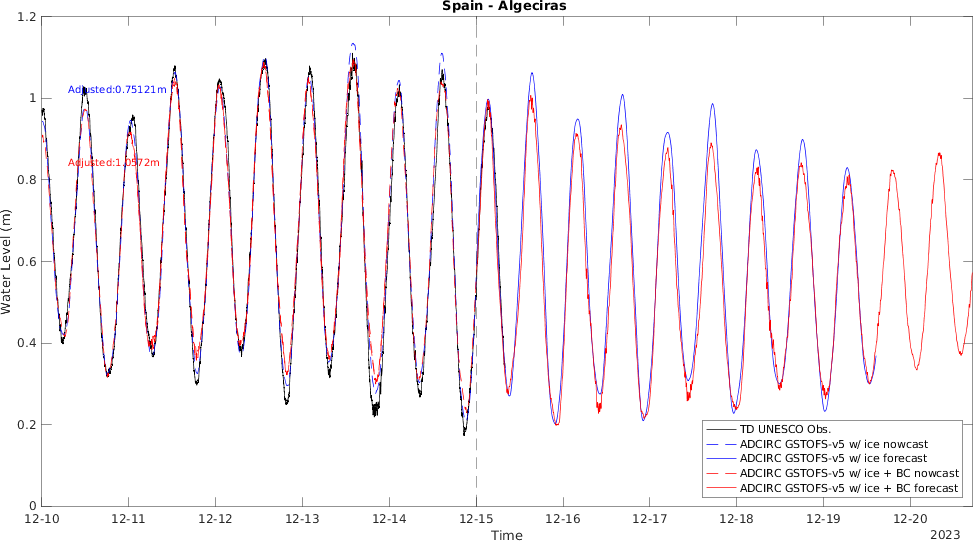 Spain - Algeciras
1.2
1
0.8
0.6
0.4
0.2
0
Water Level (m)
Adjusted:0.75121m
Adjusted:1.0572m
TD UNESCO Obs.
ADCIRC GSTOFS-v5 w/ ice nowcast
ADCIRC GSTOFS-v5 w/ ice forecast
ADCIRC GSTOFS-v5 w/ ice + BC nowcast
ADCIRC GSTOFS-v5 w/ ice + BC forecast
12-10 12-11 12-12 12-13 12-14 12-15 12-16 12-17 12-18 12-19 12-20
Time
2023